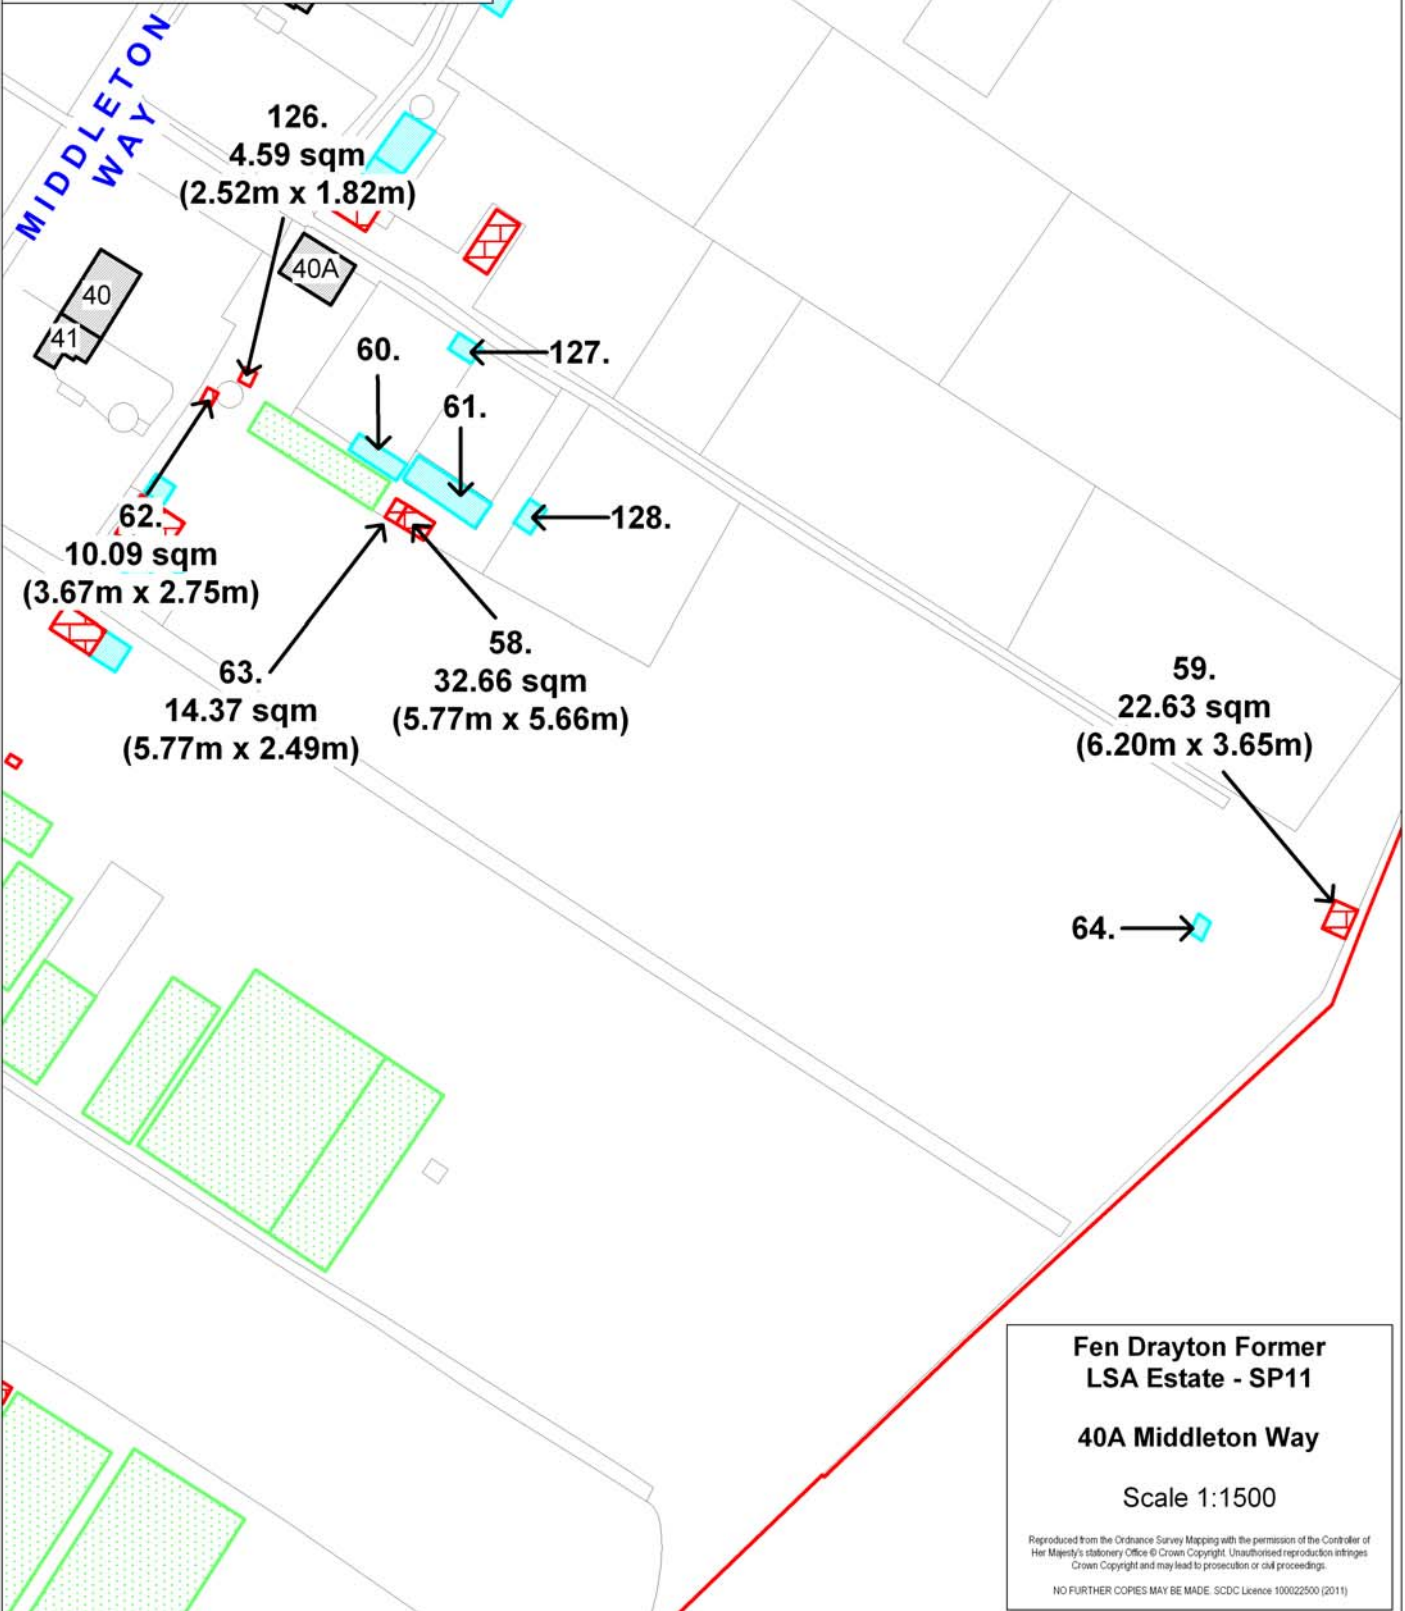 MIDDLETON
WAY
126.
4.59 sqm
(2.52m x 1.82m)
40A
40
41
60.
127.
61.
128.
62.
10.09 sqm
(3.67m x 2.75m)
63.
14.37 sqm
(5.77m x 2.49m)
58.
32.66 sqm
(5.77m x 5.66m)
59.
22.63 sqm
(6.20m x 3.65m)
64.
Fen Drayton Former
LSA Estate - SP11
40A Middleton Way
Scale 1:1500
Reproduced from the Ordnance Survey Mapping with the permission of the Controller of
Her Majesty's stationery Office © Crown Copyright. Unauthorised reproduction infringes
Crown Copyright and may lead to prosecution or civil proceedings.
NO FURTHER COPIES MAY BE MADE. SCDC Licence 100022500 (2011)